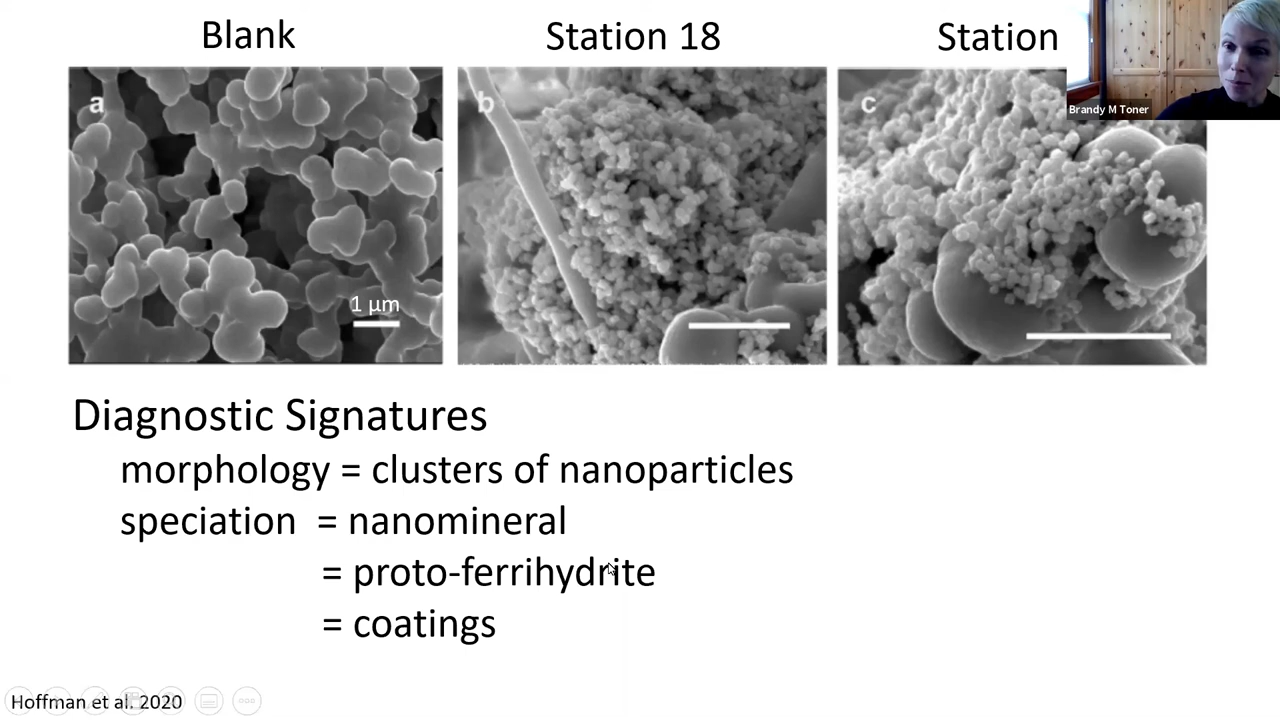 Blank
Station 18
Station
Brandy M Toner
a
b
c
1 µm
Diagnostic Signatures
morphology = clusters of nanoparticles
speciation = nanomineral
= proto-ferrihydrite
= coatings
Hoffman et al. 2020